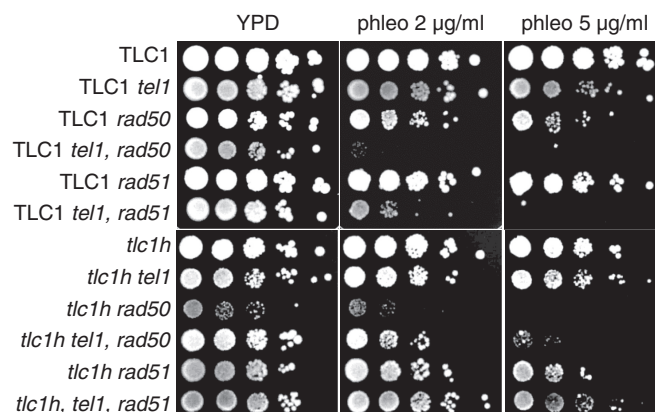 YPD phleo 2 µg/ml phleo 5 µg/ml
TLC1
TLC1 tel1
TLC1 rad50
TLC1 tel1, rad50
TLC1 rad51
TLC1 tel1, rad51
tlc1h
tlc1h tel1
tlc1h rad50
tlc1h tel1, rad50
tlc1h rad51
tlc1h, tel1, rad51